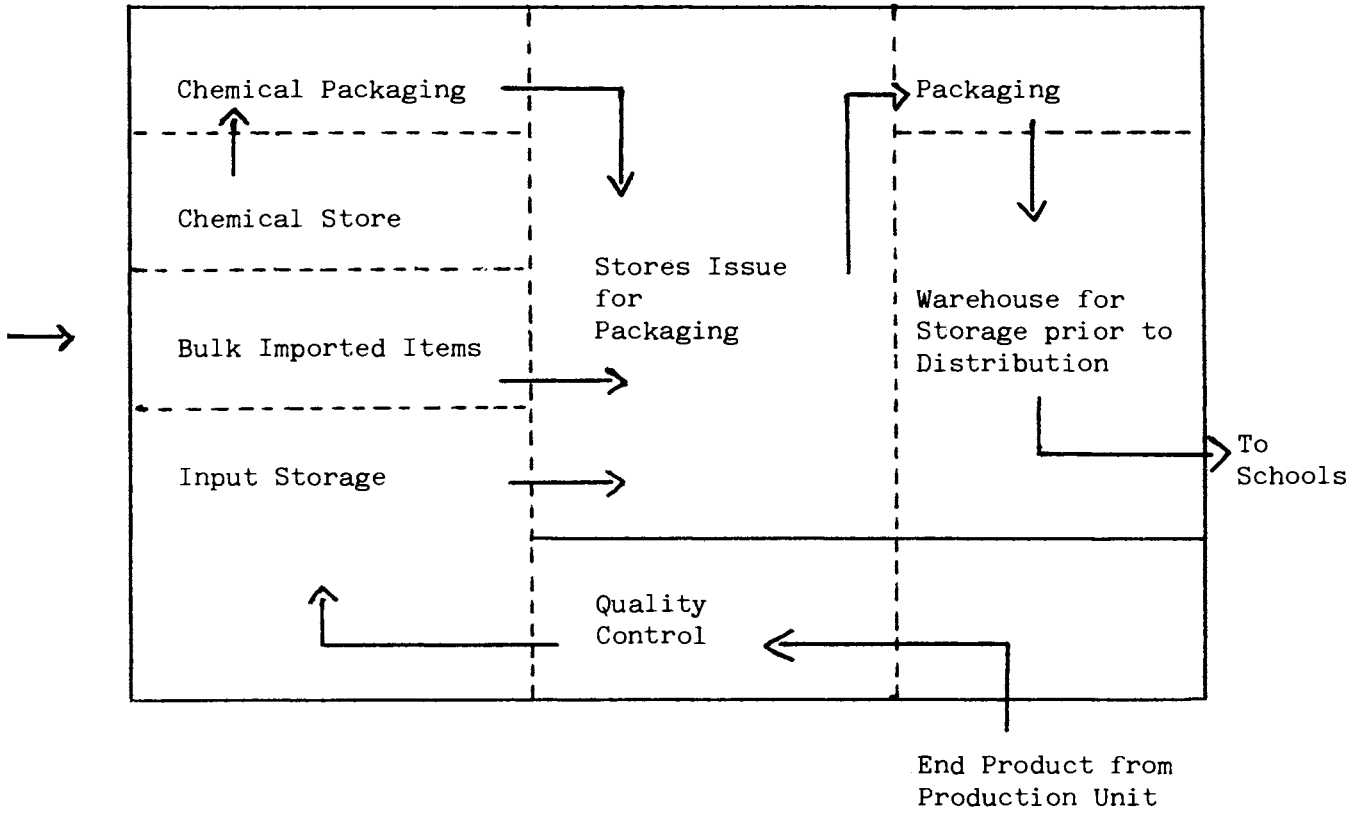 Chemical Packaging
Chemical Store
Bulk Imported Items
Input Storage
Stores Issue
for
Packaging
Quality
Control
Packaging
Warehouse for
Storage prior to
Distribution
To
Schools
End Product from
Production Unit